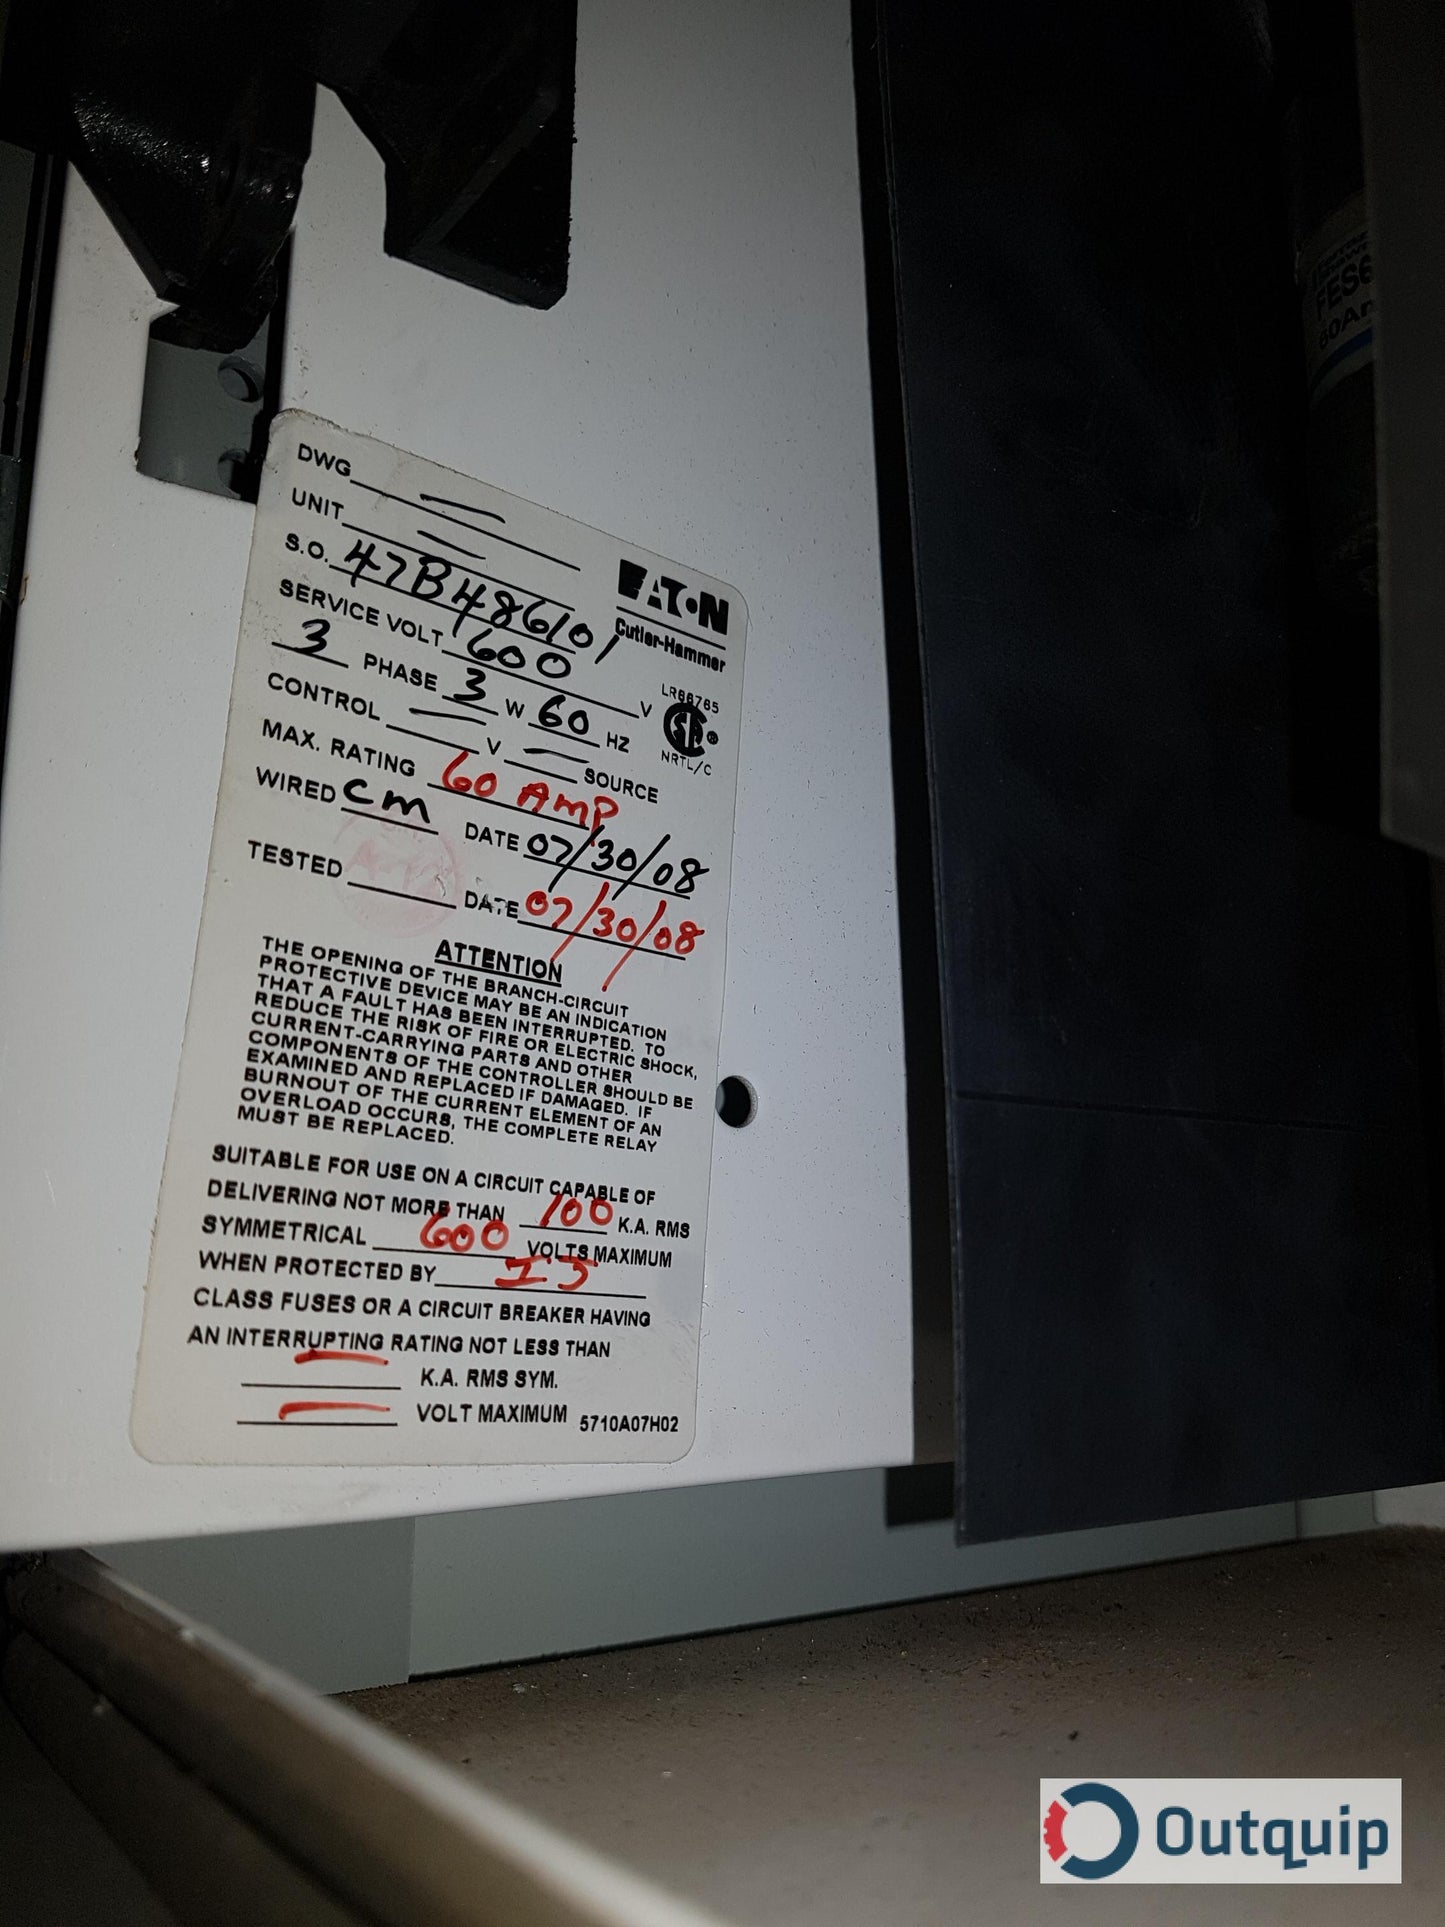 FES6
60A
DWG
UNIT
S.O. 47B486101
EATON
Cutler-Hammer
SERVICE VOLT 600 V
3 PHASE 3 W 60 HZ
LR88765
SA
NRTL/C
CONTROL V SOURCE
MAX. RATING 60 AMP
WIRED CM DATE 07/30/08
TESTED DATE 07/30/08
ATTENTION
THE OPENING OF THE BRANCH-CIRCUIT
PROTECTIVE DEVICE MAY BE AN INDICATION
THAT A FAULT HAS BEEN INTERRUPTED. TO
REDUCE THE RISK OF FIRE OR ELECTRIC SHOCK,
CURRENT-CARRYING PARTS AND OTHER
COMPONENTS OF THE CONTROLLER SHOULD BE
EXAMINED AND REPLACED IF DAMAGED. IF
BURNOUT OF THE CURRENT ELEMENT OF AN
OVERLOAD OCCURS, THE COMPLETE RELAY
MUST BE REPLACED.
SUITABLE FOR USE ON A CIRCUIT CAPABLE OF
DELIVERING NOT MORE THAN 100 K.A. RMS
SYMMETRICAL 600 VOLTS MAXIMUM
WHEN PROTECTED BY IJ
CLASS FUSES OR A CIRCUIT BREAKER HAVING
AN INTERRUPTING RATING NOT LESS THAN
K.A. RMS SYM.
VOLT MAXIMUM 5710A07H02
Outquip